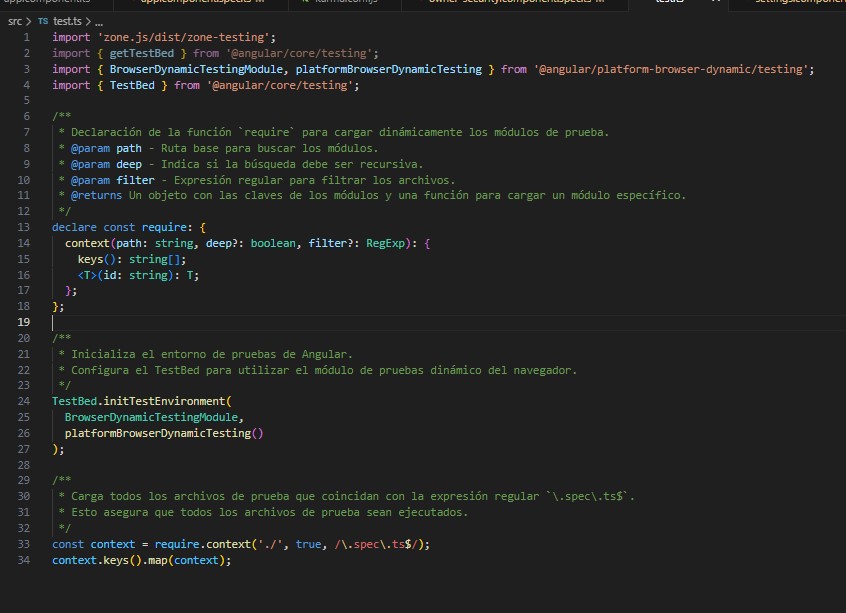 src > TS test.ts > ...
1 import 'zone.js/dist/zone-testing';
2 import { getTestBed } from '@angular/core/testing';
3 import { BrowserDynamicTestingModule, platformBrowserDynamicTesting } from '@angular/platform-browser-dynamic/testing';
4 import { TestBed } from '@angular/core/testing';
5
6 /**
7  * Declaración de la función `require` para cargar dinámicamente los módulos de prueba.
8  * @param path - Ruta base para buscar los módulos.
9  * @param deep - Indica si la búsqueda debe ser recursiva.
10  * @param filter - Expresión regular para filtrar los archivos.
11  * @returns Un objeto con las claves de los módulos y una función para cargar un módulo específico.
12  */
13 declare const require: {
14   context(path: string, deep?: boolean, filter?: RegExp): {
15     keys(): string[];
16     <T>(id: string): T;
17   };
18 };
19
20 /**
21  * Inicializa el entorno de pruebas de Angular.
22  * Configura el TestBed para utilizar el módulo de pruebas dinámico del navegador.
23  */
24 TestBed.initTestEnvironment(
25   BrowserDynamicTestingModule,
26   platformBrowserDynamicTesting()
27 );
28
29 /**
30  * Carga todos los archivos de prueba que coincidan con la expresión regular `\.spec\.ts$`.
31  * Esto asegura que todos los archivos de prueba sean ejecutados.
32  */
33 const context = require.context('./', true, /\.spec\.ts$/);
34 context.keys().map(context);